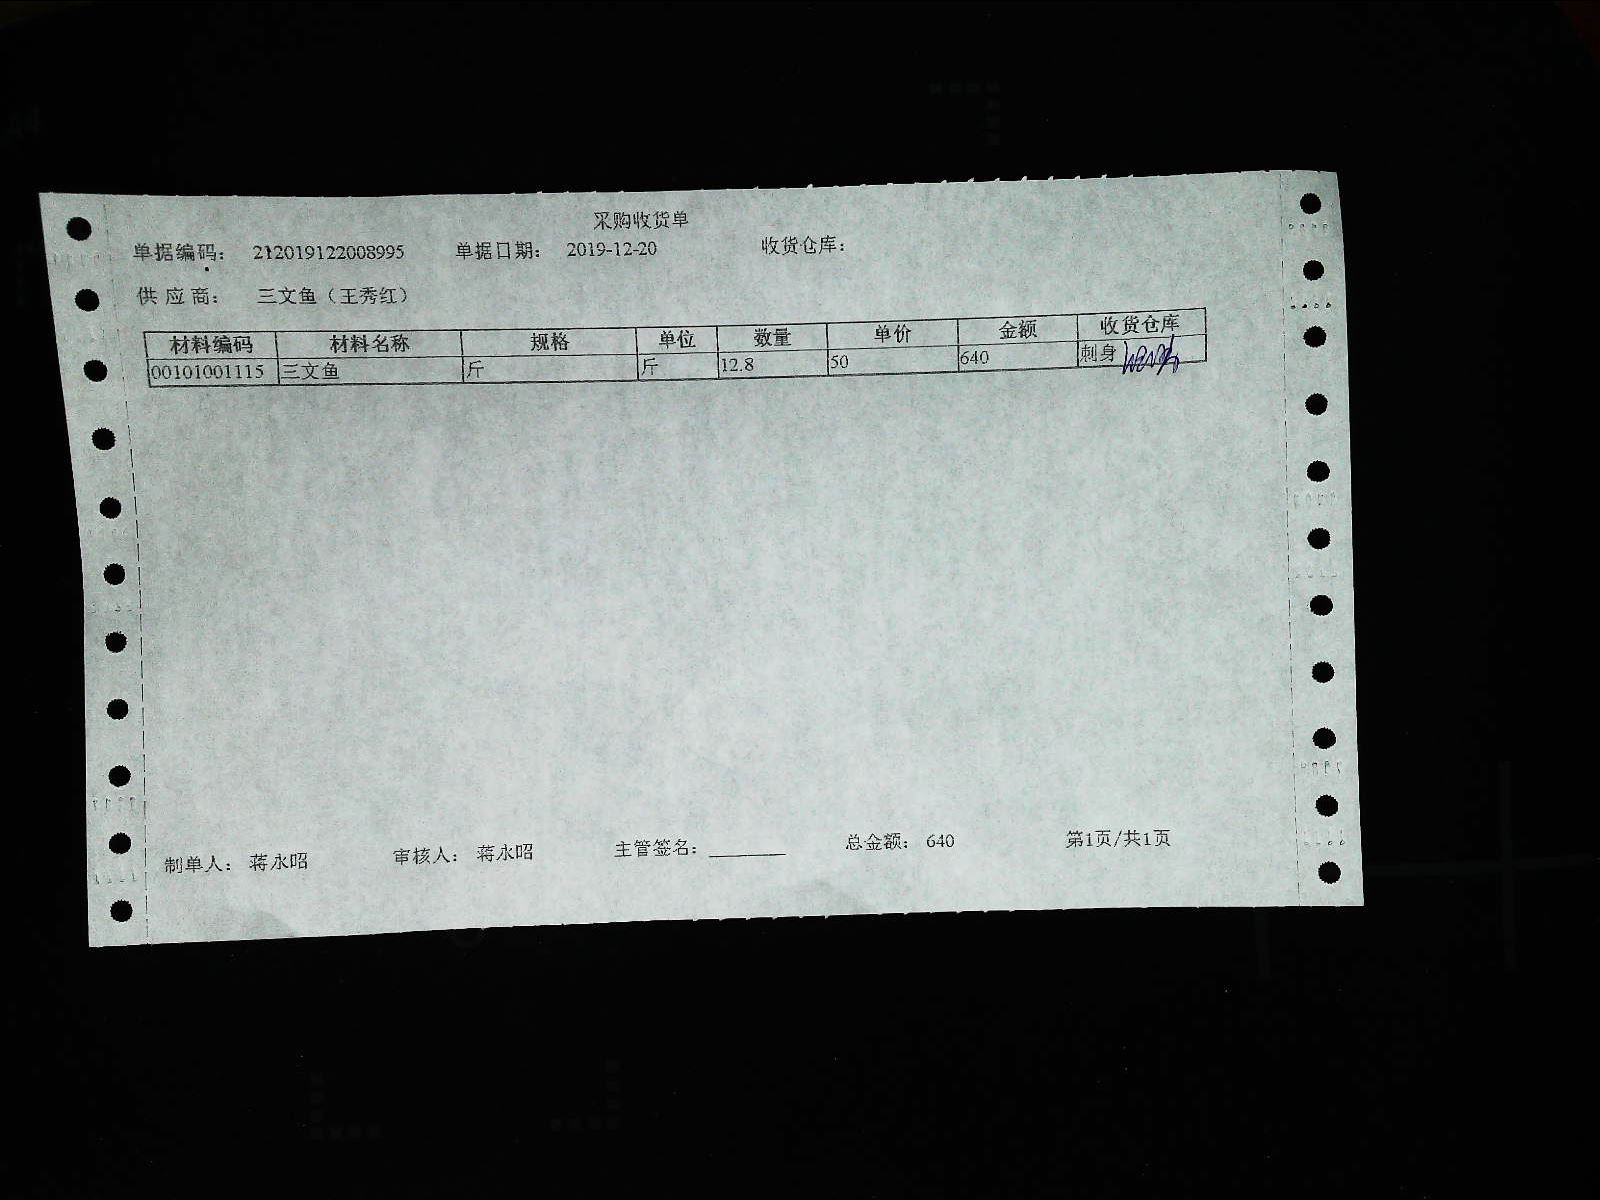 采购收货单
单据编码： 212019122008995 单据日期： 2019-12-20 收货仓库：
供应商： 三文鱼（王秀红）
材料编码 材料名称 规格 单位 数量 单价 金额 收货仓库
00101001115 三文鱼 斤 斤 12.8 50 640 刺身
制单人： 蒋永昭 审核人： 蒋永昭 主管签名：________ 总金额： 640 第1页/共1页